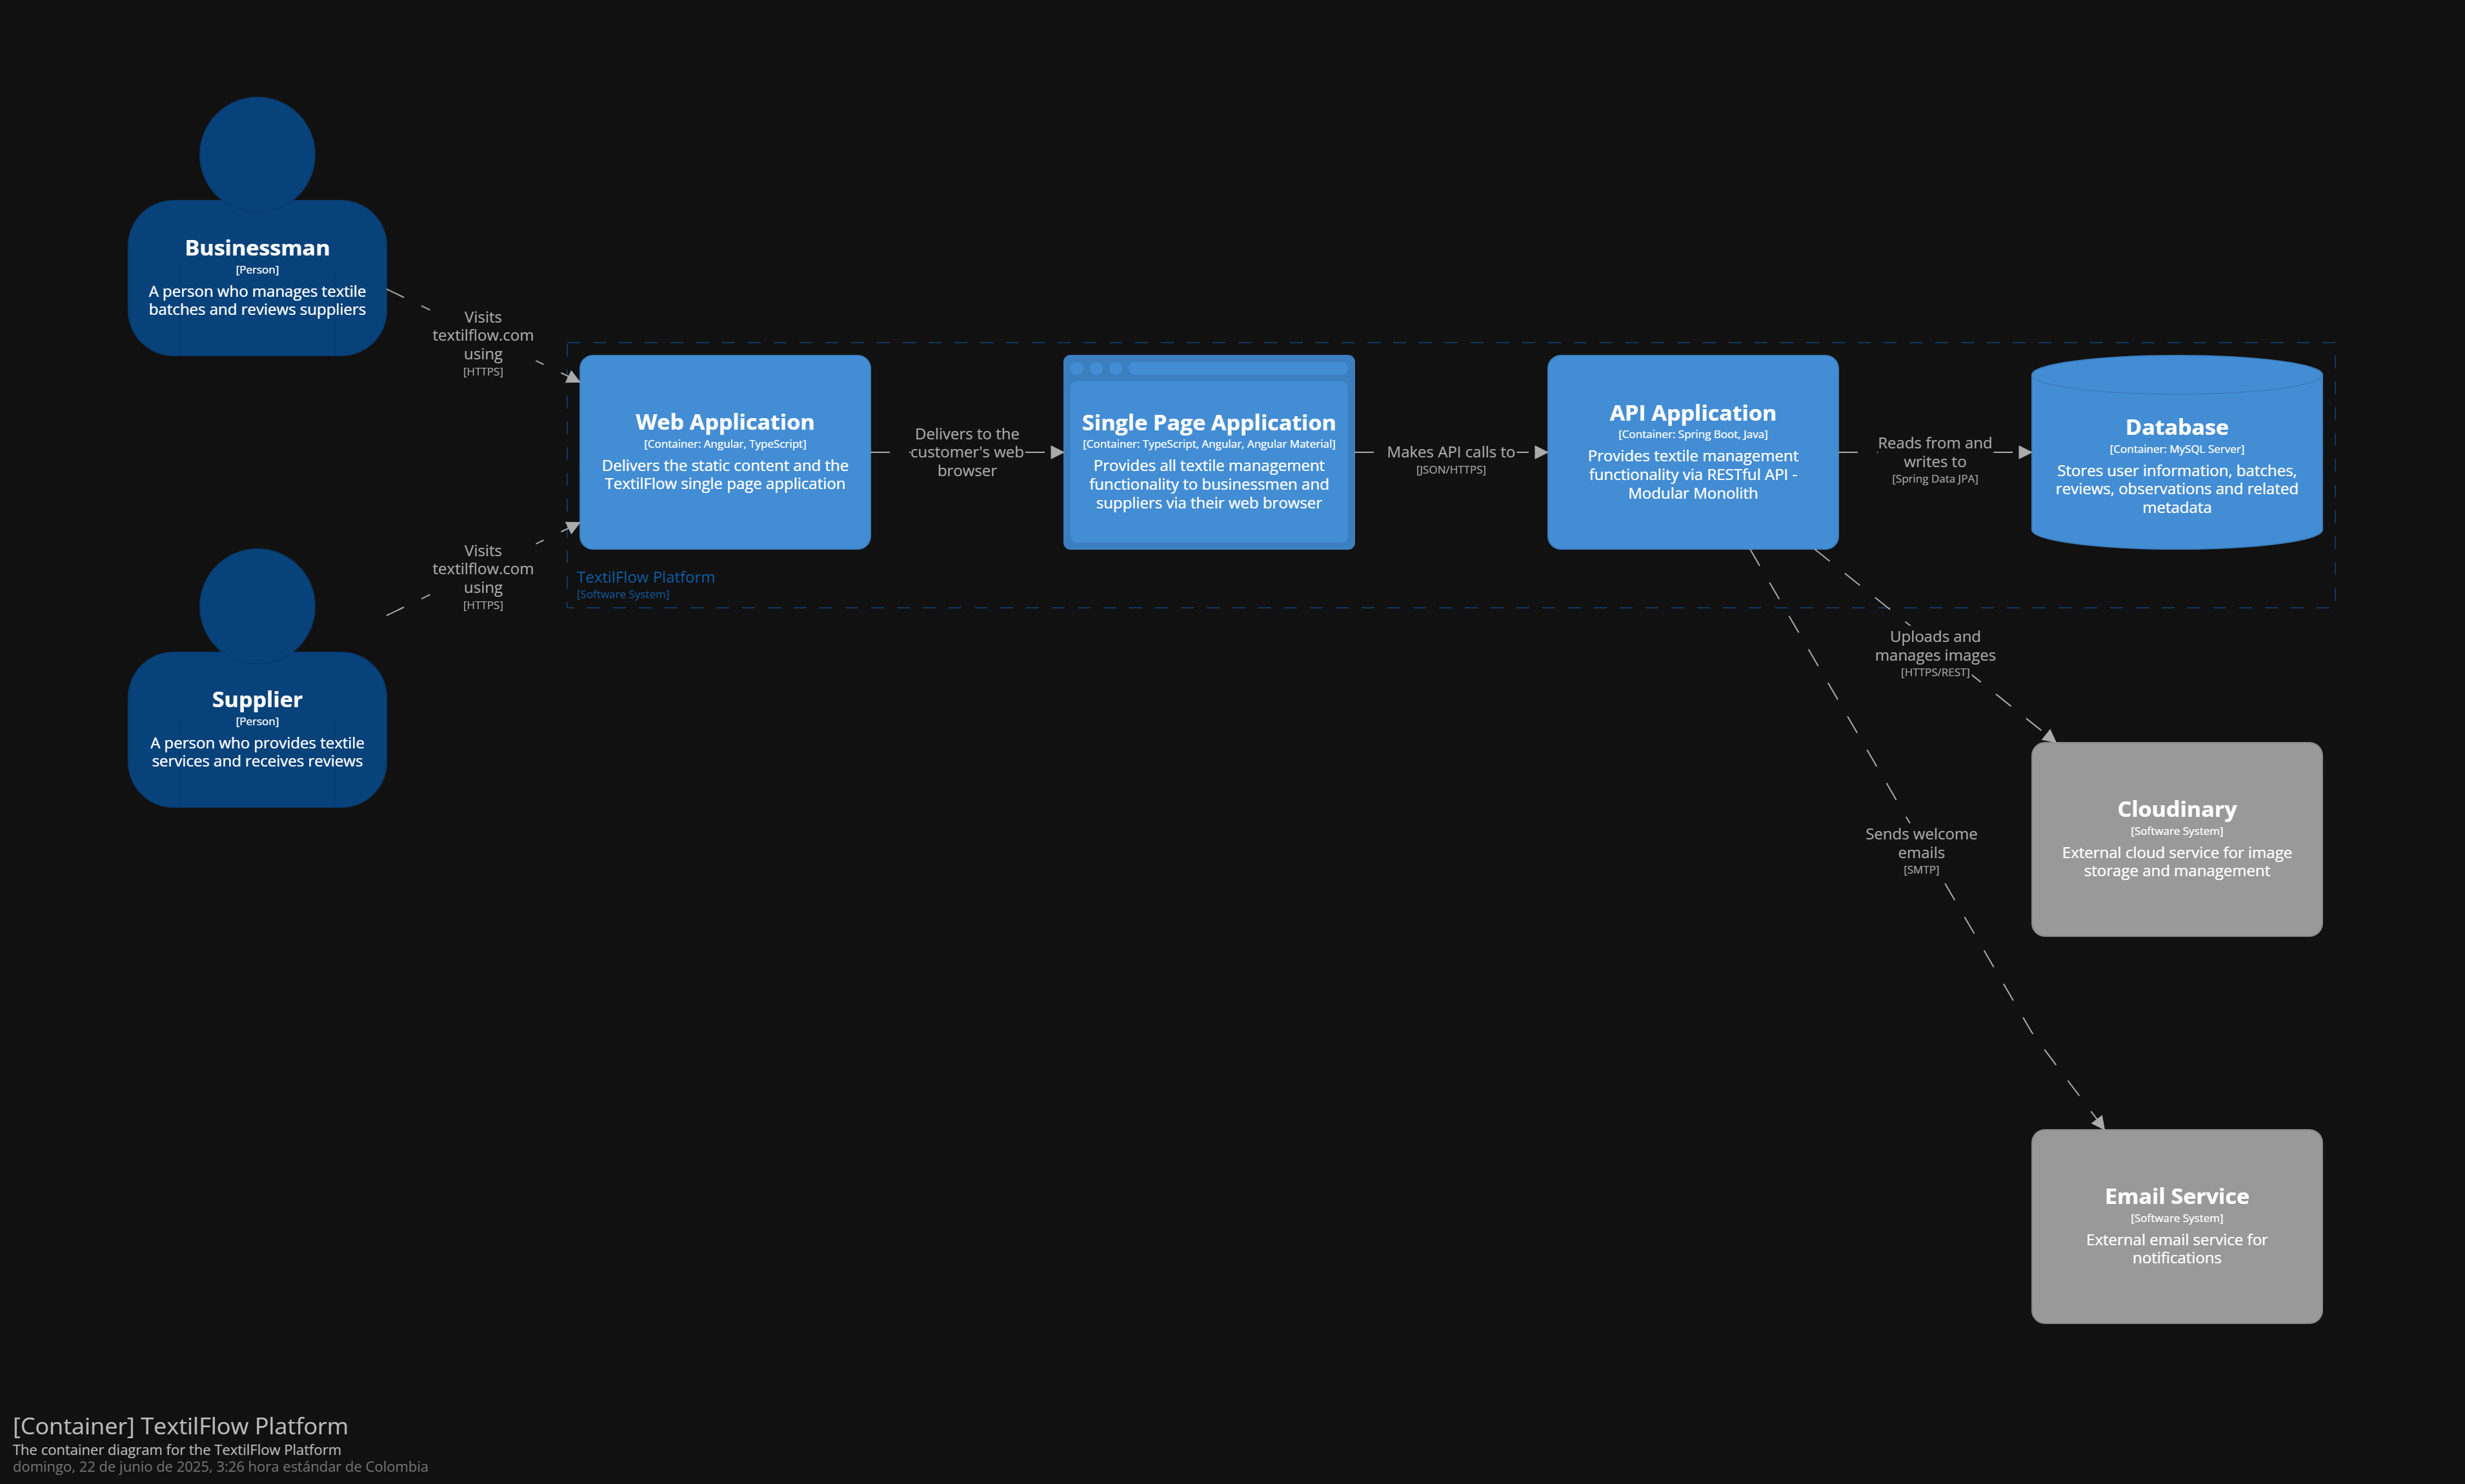 Businessman
[Person]
A person who manages textile
batches and reviews suppliers
Visits
textilflow.com
using
[HTTPS]
Supplier
[Person]
A person who provides textile
services and receives reviews
Visits
textilflow.com
using
[HTTPS]
Web Application
[Container: Angular, TypeScript]
Delivers the static content and the
TextilFlow single page application
Delivers to the
customer's web
browser
Single Page Application
[Container: TypeScript, Angular, Angular Material]
Provides all textile management
functionality to businessmen and
suppliers via their web browser
Makes API calls to
[JSON/HTTPS]
API Application
[Container: Spring Boot, Java]
Provides textile management
functionality via RESTful API -
Modular Monolith
Reads from and
writes to
[Spring Data JPA]
Database
[Container: MySQL Server]
Stores user information, batches,
reviews, observations and related
metadata
TextilFlow Platform
[Software System]
Uploads and
manages images
[HTTPS/REST]
Cloudinary
[Software System]
External cloud service for image
storage and management
Sends welcome
emails
[SMTP]
Email Service
[Software System]
External email service for
notifications
[Container] TextilFlow Platform
The container diagram for the TextilFlow Platform
domingo, 22 de junio de 2025, 3:26 hora estándar de Colombia